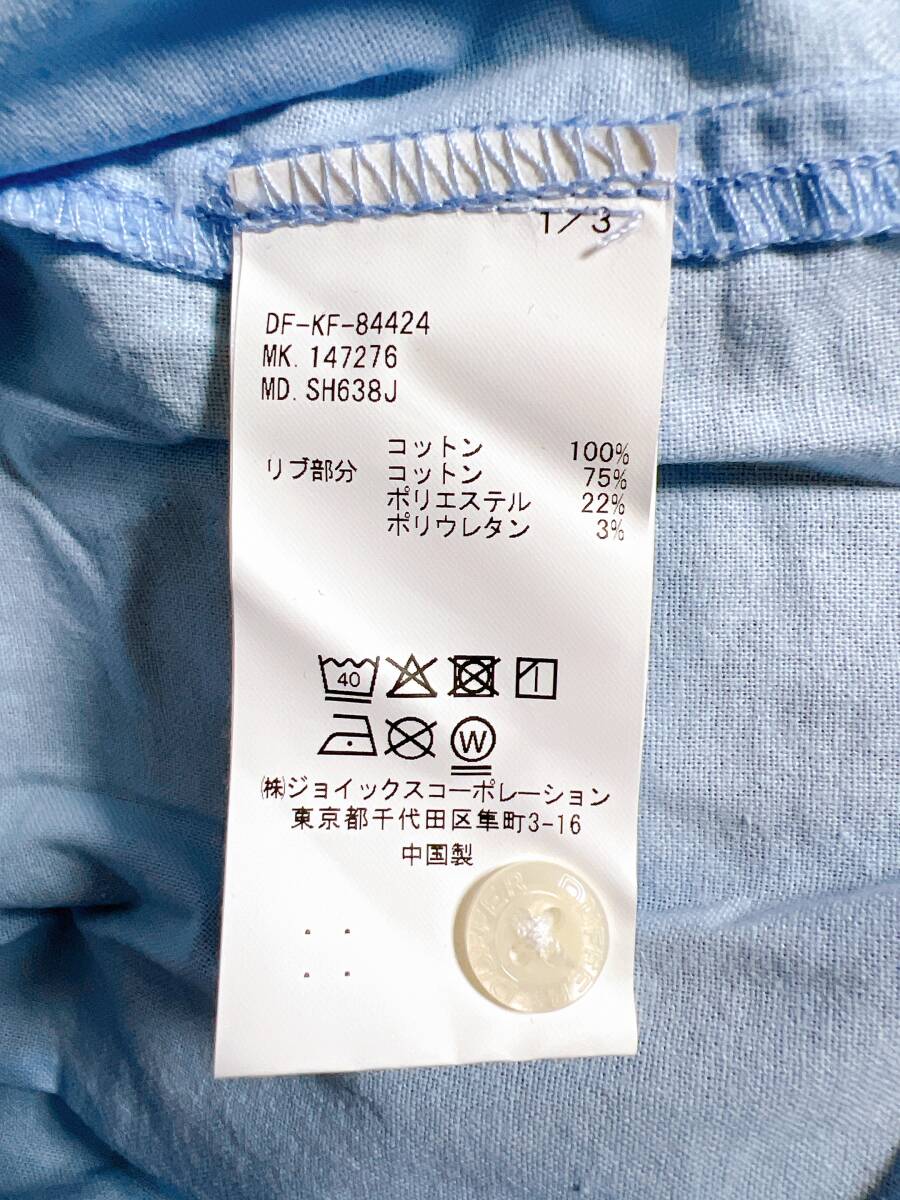 1/3
DF-KF-84424
MK. 147276
MD. SH638J
コットン 100%
リブ部分 コットン 75%
ポリエステル 22%
ポリウレタン 3%
40
W
㈱ジョイックスコーポレーション
東京都千代田区隼町3-16
中国製